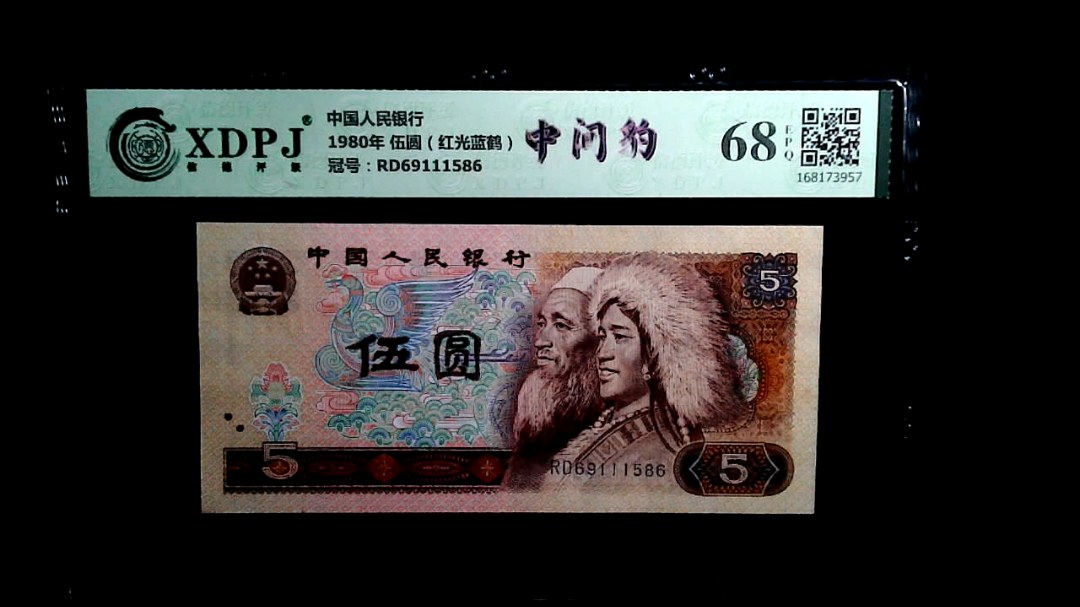 XDPJ®
信德评级
中国人民银行
1980年 伍圆（红光蓝鹤）
冠号：RD69111586
中问豹
68
EPQ
168173957
中国人民银行
5
伍圆
5
RD69111586
5